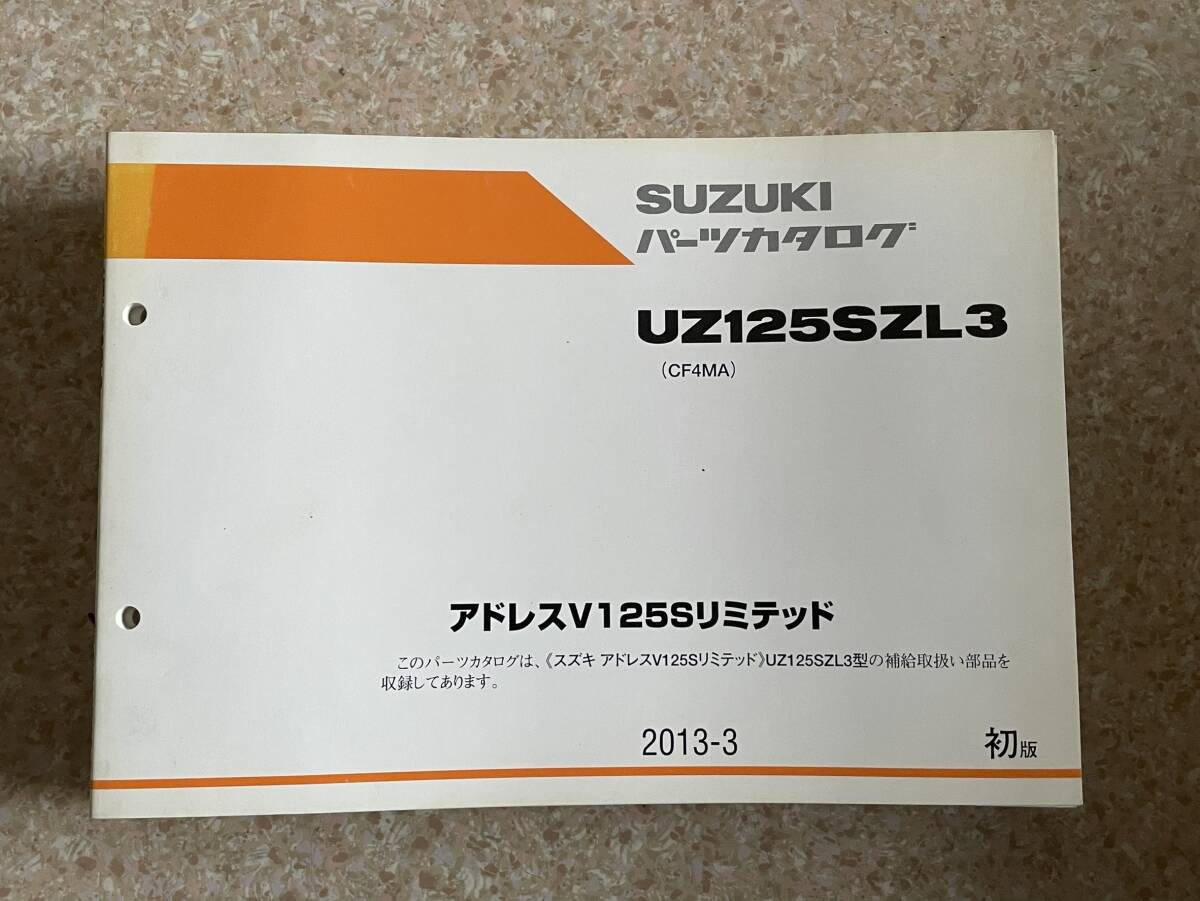 SUZUKI
パーツカタログ
UZ125SZL3
(CF4MA)
アドレスV125Sリミテッド
このパーツカタログは、《スズキ アドレスV125Sリミテッド》UZ125SZL3型の補給取扱い部品を
収録してあります。
2013-3 初版